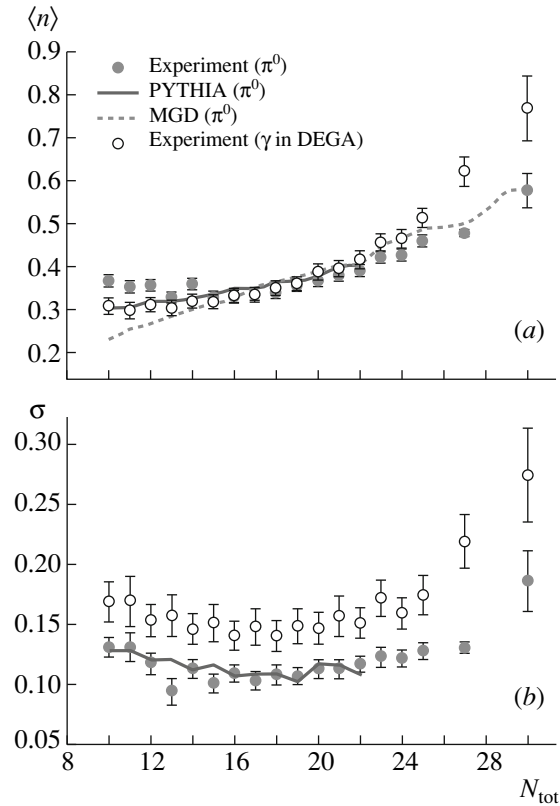 ⟨n⟩
0.9
Experiment (π⁰)
PYTHIA (π⁰)
0.8
MGD (π⁰)
Experiment (γ in DEGA)
0.7
0.6
0.5
0.4
0.3
(a)
0.2
σ
0.30
0.25
0.20
0.15
0.10
(b)
0.05
8 12 16 20 24 28 N_tot